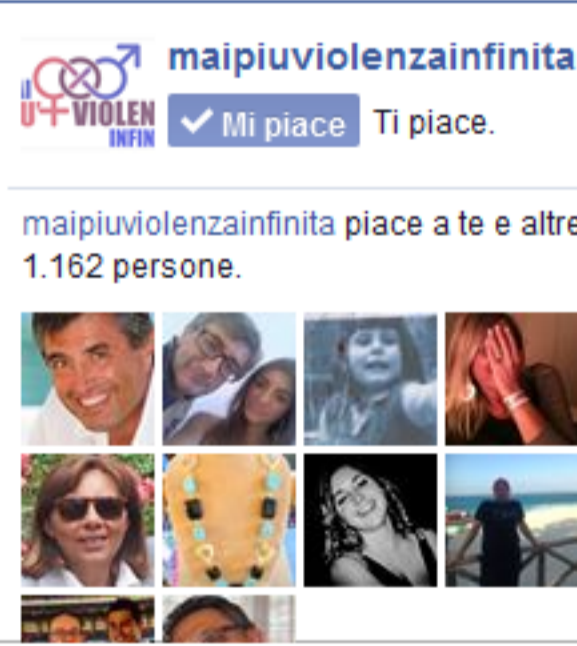 maipiuviolenzainfinita
U'+VIOLEN
INFIN
Mi piace
Ti piace.
maipiuviolenzainfinita piace a te e altre
1.162 persone.